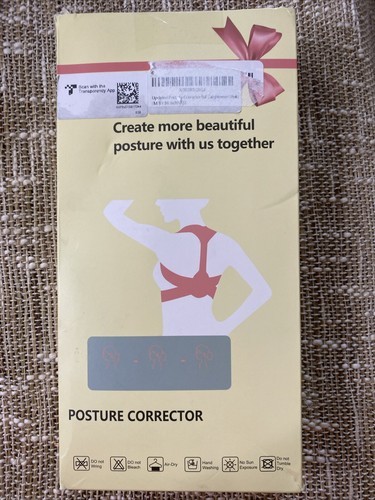 Scan with the
Transparency App
Create more beautiful
posture with us together
POSTURE CORRECTOR
DO not
Wring
DO not
Bleach
Air-Dry
Hand
Washing
No Sun
Exposure
Do not
Tumble
Dry